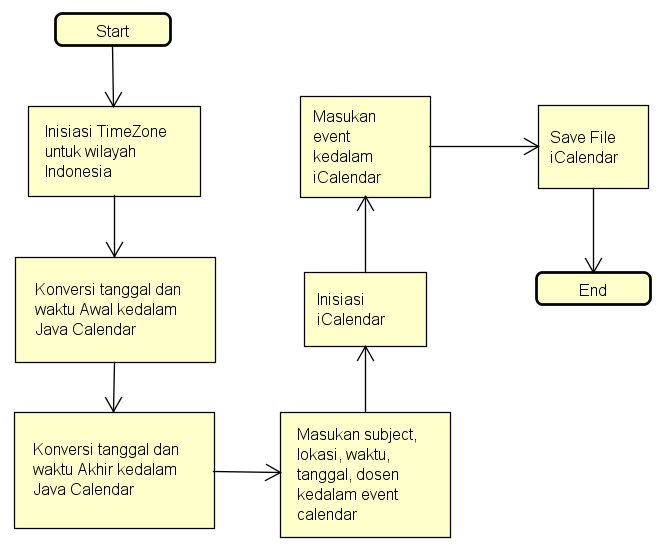 Start
Inisiasi TimeZone
untuk wilayah
Indonesia
Konversi tanggal dan
waktu Awal kedalam
Java Calendar
Konversi tanggal dan
waktu Akhir kedalam
Java Calendar
Masukan subject,
lokasi, waktu,
tanggal, dosen
kedalam event
calendar
Inisiasi
iCalendar
Masukan
event
kedalam
iCalendar
Save File
iCalendar
End